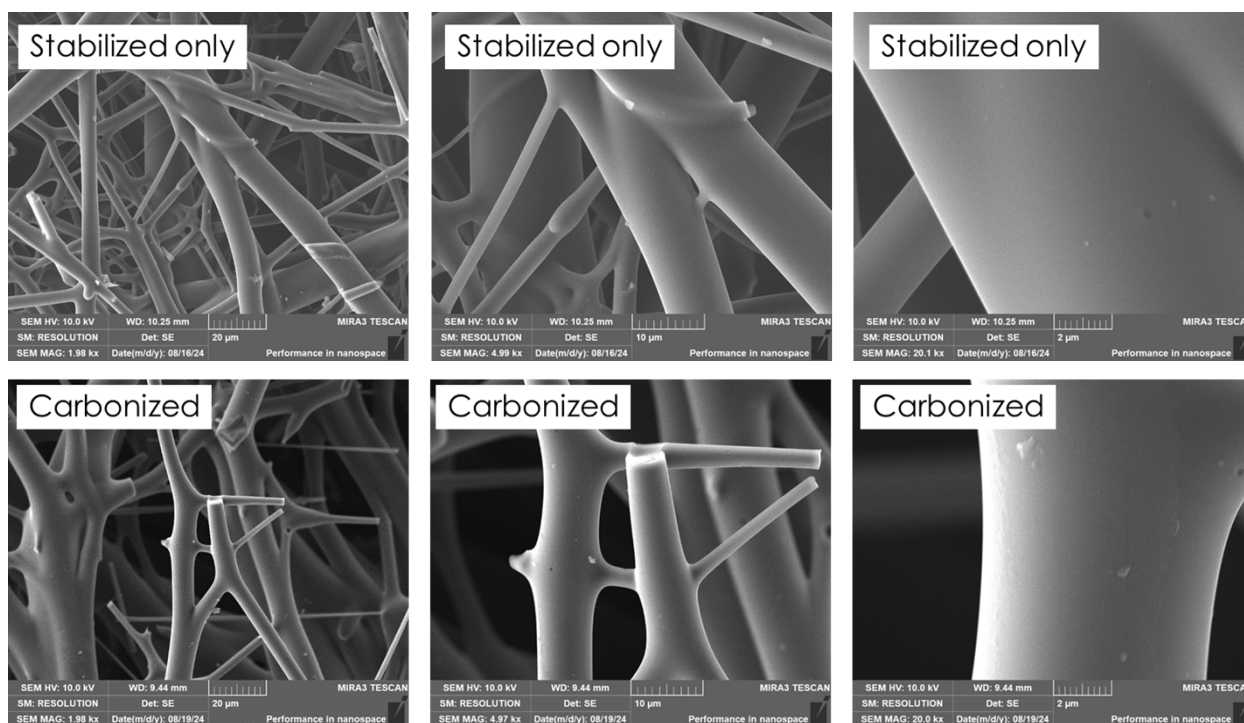 Stabilized only
SEM HV: 10.0 kV WD: 10.25 mm MIRA3 TESCAN
SM: RESOLUTION Det: SE 20 µm
SEM MAG: 1.98 kx Date(m/d/y): 08/16/24 Performance in nanospace
Stabilized only
SEM HV: 10.0 kV WD: 10.25 mm MIRA3 TESCAN
SM: RESOLUTION Det: SE 10 µm
SEM MAG: 4.99 kx Date(m/d/y): 08/16/24 Performance in nanospace
Stabilized only
SEM HV: 10.0 kV WD: 10.25 mm MIRA3 TESCAN
SM: RESOLUTION Det: SE 2 µm
SEM MAG: 20.1 kx Date(m/d/y): 08/16/24 Performance in nanospace
Carbonized
SEM HV: 10.0 kV WD: 9.44 mm MIRA3 TESCAN
SM: RESOLUTION Det: SE 20 µm
SEM MAG: 1.98 kx Date(m/d/y): 08/19/24 Performance in nanospace
Carbonized
SEM HV: 10.0 kV WD: 9.44 mm MIRA3 TESCAN
SM: RESOLUTION Det: SE 10 µm
SEM MAG: 4.97 kx Date(m/d/y): 08/19/24 Performance in nanospace
Carbonized
SEM HV: 10.0 kV WD: 9.44 mm MIRA3 TESCAN
SM: RESOLUTION Det: SE 2 µm
SEM MAG: 20.0 kx Date(m/d/y): 08/19/24 Performance in nanospace